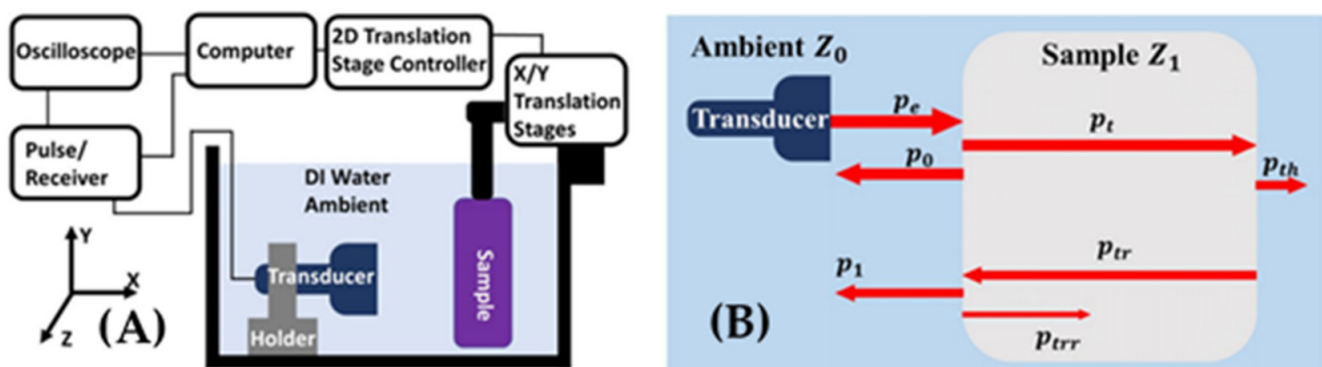 Oscilloscope
Computer
2D Translation
Stage Controller
X/Y
Translation
Stages
Pulse/
Receiver
DI Water
Ambient
Transducer
Sample
Holder
Y
X
Z
(A)
Ambient Z₀
Sample Z₁
Transducer
pₑ
pₜ
p₀
pₜₕ
pₜᵣ
p₁
pₜᵣᵣ
(B)